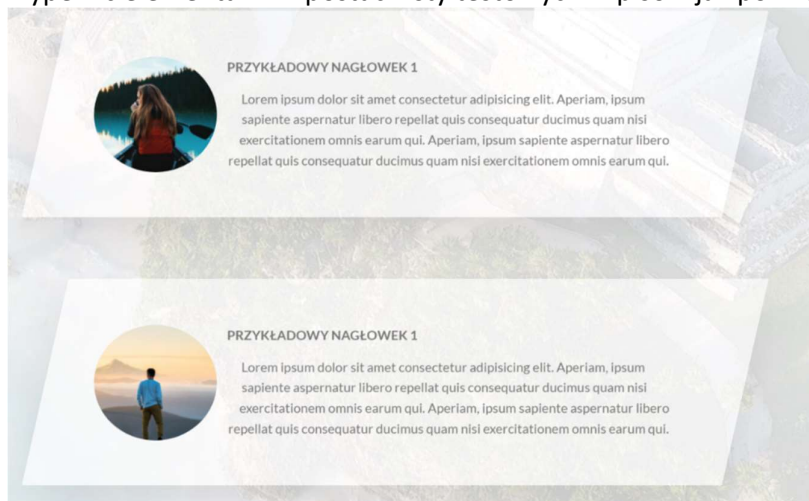 PRZYKŁADOWY NAGŁOWEK 1
Lorem ipsum dolor sit amet consectetur adipisicing elit. Aperiam, ipsum
sapiente aspernatur libero repellat quis consequatur ducimus quam nisi
exercitationem omnis earum qui. Aperiam, ipsum sapiente aspernatur libero
repellat quis consequatur ducimus quam nisi exercitationem omnis earum qui.
PRZYKŁADOWY NAGŁOWEK 1
Lorem ipsum dolor sit amet consectetur adipisicing elit. Aperiam, ipsum
sapiente aspernatur libero repellat quis consequatur ducimus quam nisi
exercitationem omnis earum qui. Aperiam, ipsum sapiente aspernatur libero
repellat quis consequatur ducimus quam nisi exercitationem omnis earum qui.